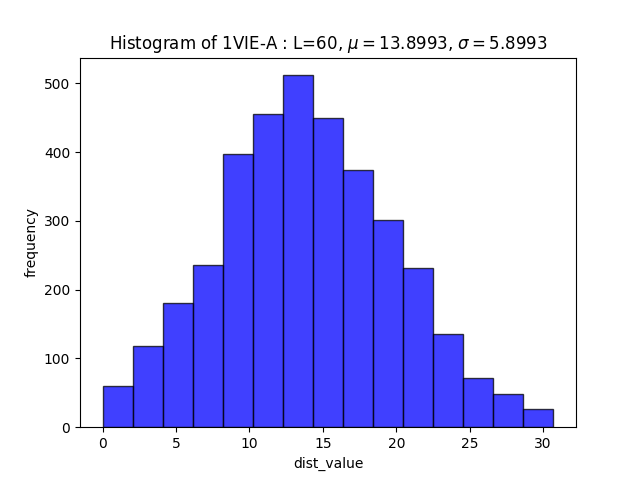 Histogram of 1VIE-A : L=60, μ = 13.8993, σ = 5.8993
500
400
300
200
100
0
frequency
0 5 10 15 20 25 30
dist_value